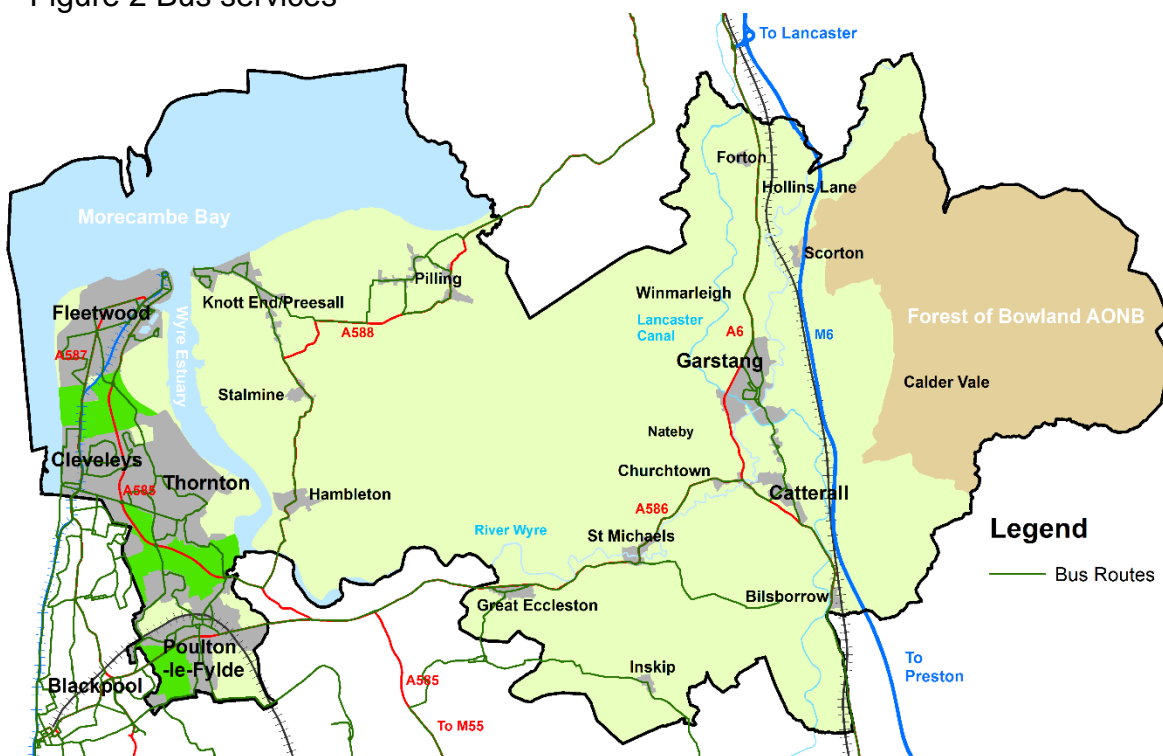 Figure 2 Bus services
To Lancaster
Forton
Hollins Lane
Morecambe Bay
Scorton
Pilling
Knott End/Preesall
Winmarleigh
Fleetwood
Wyre Estuary
Lancaster
Canal
Forest of Bowland AONB
A588
A6
M6
A587
Garstang
Calder Vale
Stalmine
Nateby
Cleveleys
Churchtown
Thornton
A585
Hambleton
Catterall
A586
Legend
River Wyre
St Michaels
Bus Routes
Great Eccleston
Bilsborrow
Poulton
-le-Fylde
Inskip
To
Preston
Blackpool
A585
To M55